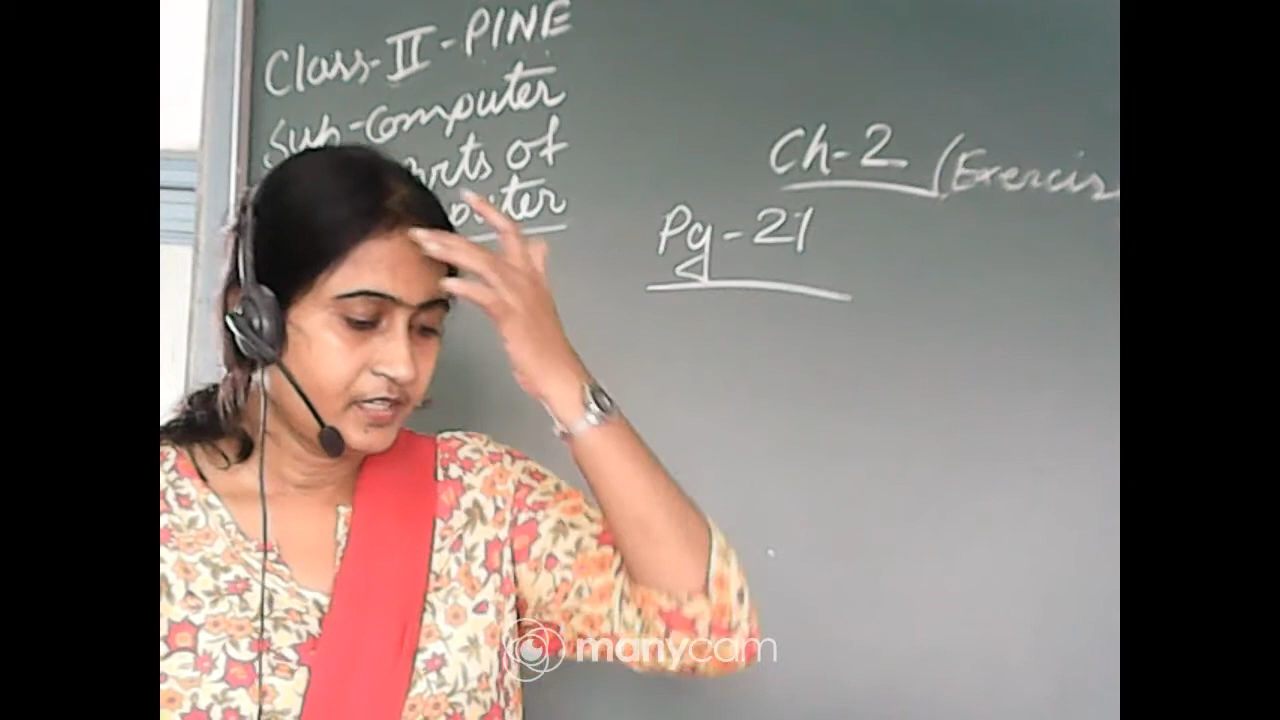 Class-II-PINE
Sub-Computer
of
Ch-2 (Exercis
Pg-21
manycam